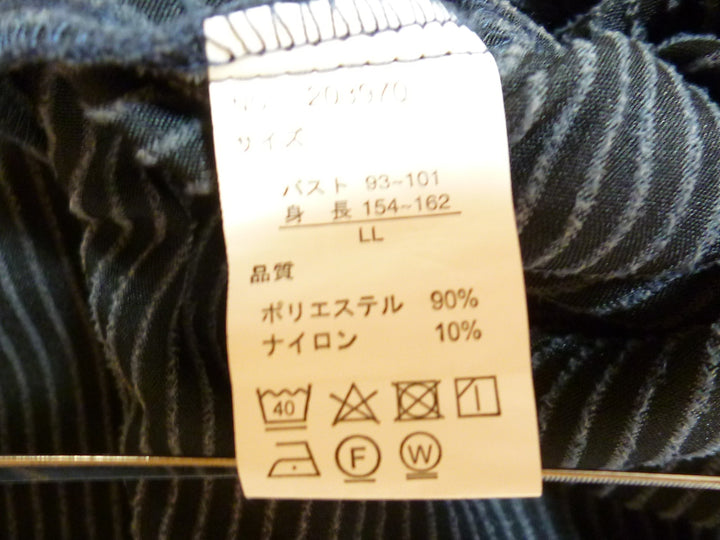 203570
サイズ
バスト 93~101
身 長 154~162
LL
品質
ポリエステル 90%
ナイロン 10%
40
F W